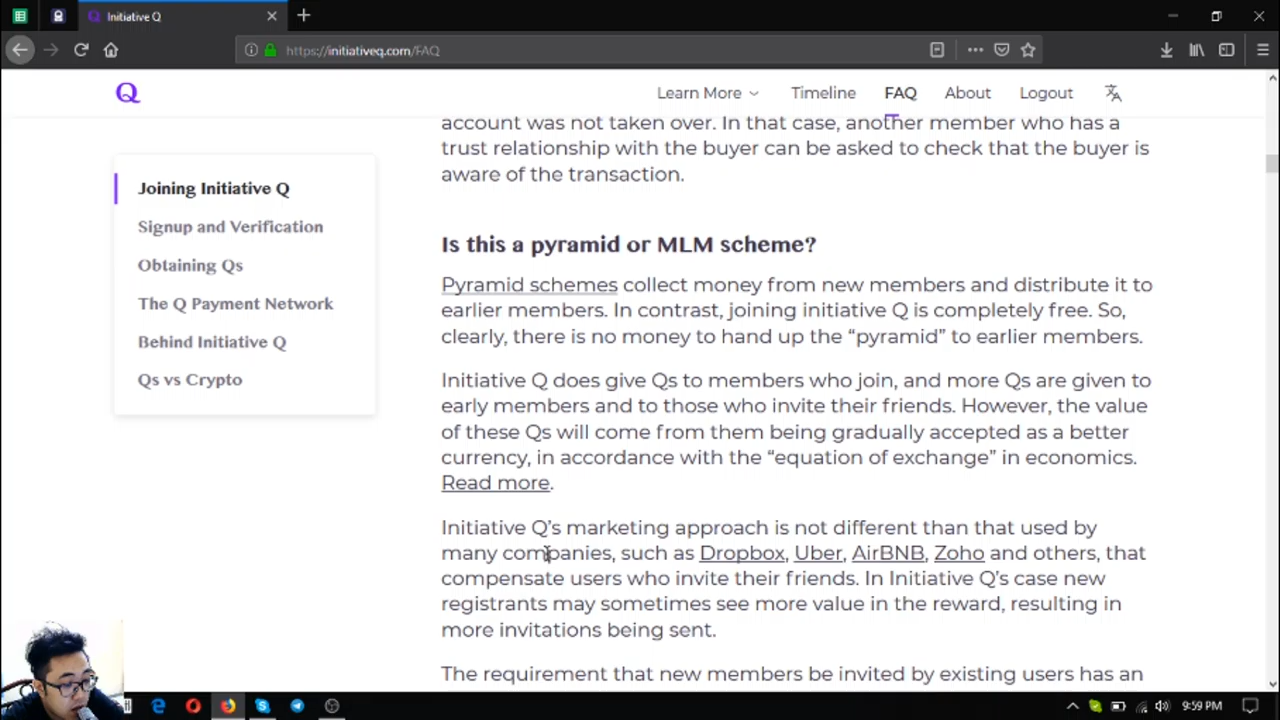 Initiative Q
https://initiativeq.com/FAQ
Q
Learn More
Timeline
FAQ
About
Logout
Joining Initiative Q
Signup and Verification
Obtaining Qs
The Q Payment Network
Behind Initiative Q
Qs vs Crypto
account was not taken over. In that case, another member who has a
trust relationship with the buyer can be asked to check that the buyer is
aware of the transaction.
Is this a pyramid or MLM scheme?
Pyramid schemes collect money from new members and distribute it to
earlier members. In contrast, joining initiative Q is completely free. So,
clearly, there is no money to hand up the “pyramid” to earlier members.
Initiative Q does give Qs to members who join, and more Qs are given to
early members and to those who invite their friends. However, the value
of these Qs will come from them being gradually accepted as a better
currency, in accordance with the “equation of exchange” in economics.
Read more.
Initiative Q’s marketing approach is not different than that used by
many companies, such as Dropbox, Uber, AirBNB, Zoho and others, that
compensate users who invite their friends. In Initiative Q’s case new
registrants may sometimes see more value in the reward, resulting in
more invitations being sent.
The requirement that new members be invited by existing users has an
9:59 PM